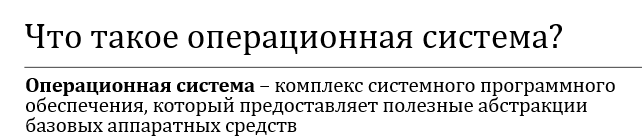 Что такое операционная система?
Операционная система – комплекс системного программного
обеспечения, который предоставляет полезные абстракции
базовых аппаратных средств